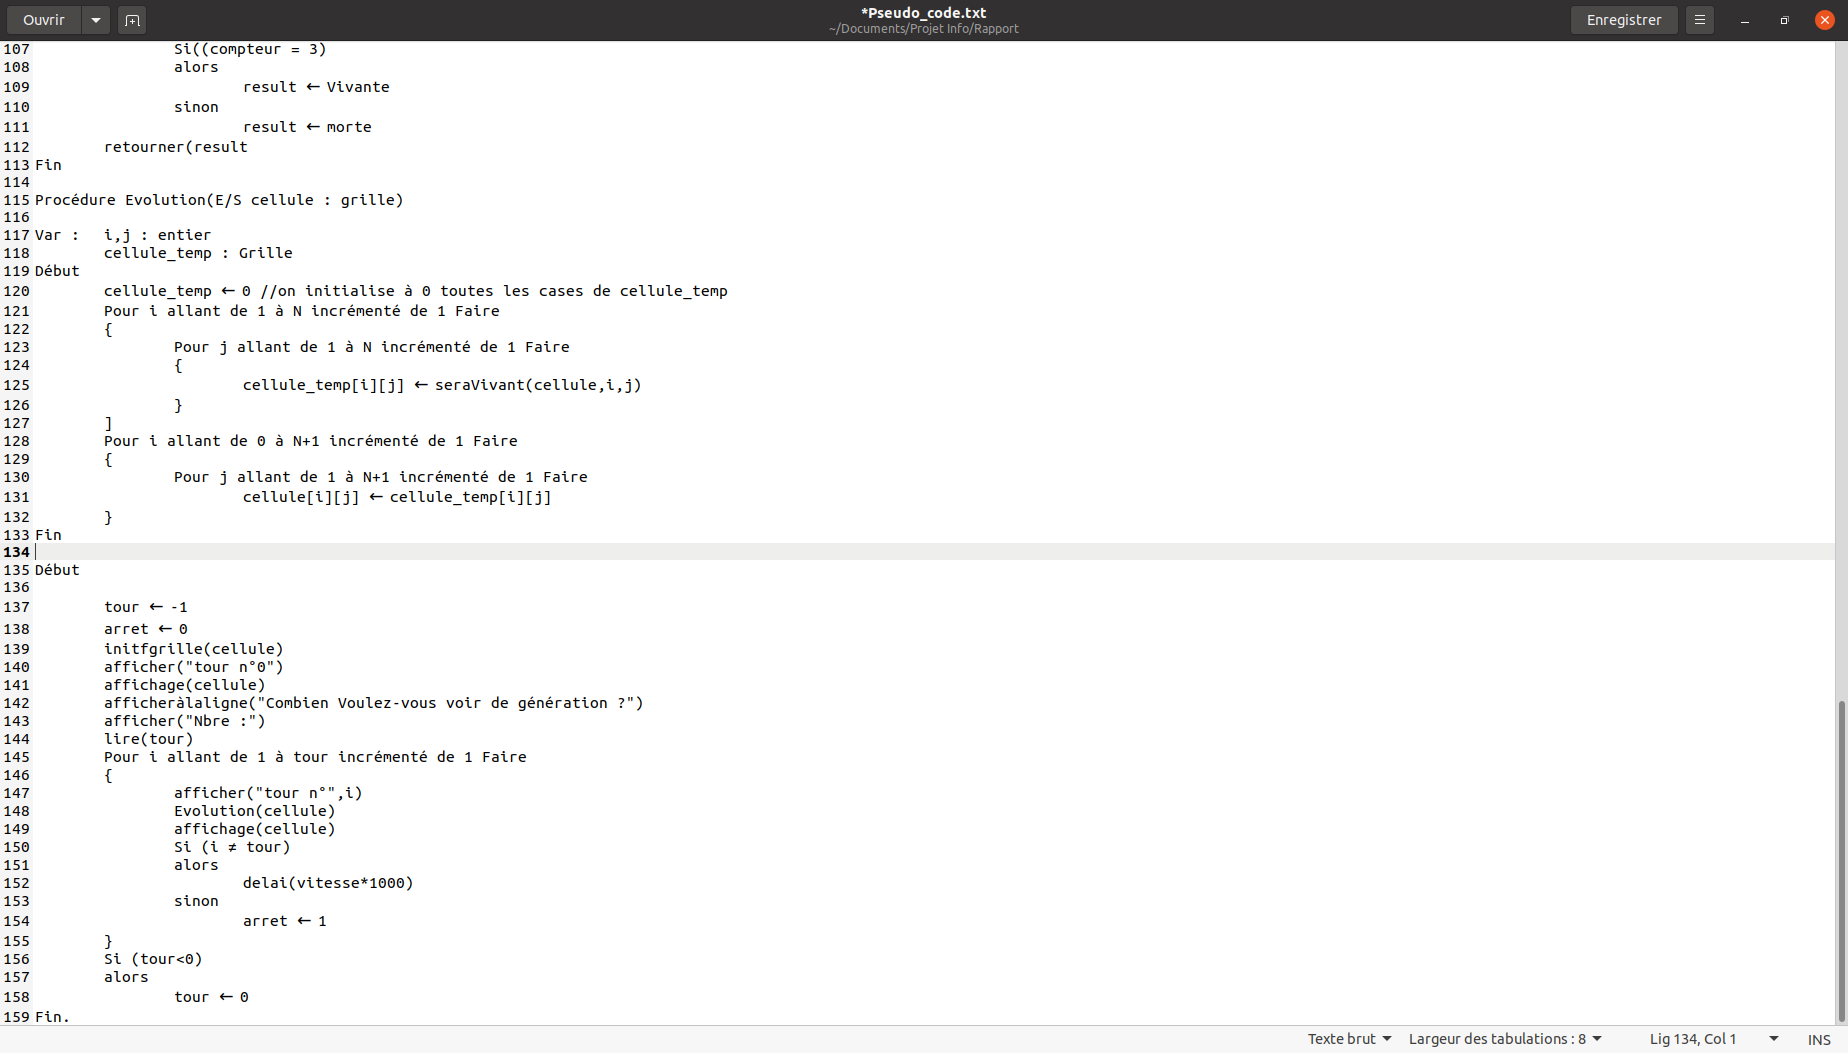 Ouvrir
*Pseudo_code.txt
~/Documents/Projet Info/Rapport
Enregistrer
107 Si((compteur = 3)
108 alors
109 result ← Vivante
110 sinon
111 result ← morte
112 retourner(result
113 Fin
114
115 Procédure Evolution(E/S cellule : grille)
116
117 Var : i,j : entier
118 cellule_temp : Grille
119 Début
120 cellule_temp ← 0 //on initialise à 0 toutes les cases de cellule_temp
121 Pour i allant de 1 à N incrémenté de 1 Faire
122 {
123 Pour j allant de 1 à N incrémenté de 1 Faire
124 {
125 cellule_temp[i][j] ← seraVivant(cellule,i,j)
126 }
127 ]
128 Pour i allant de 0 à N+1 incrémenté de 1 Faire
129 {
130 Pour j allant de 1 à N+1 incrémenté de 1 Faire
131 cellule[i][j] ← cellule_temp[i][j]
132 }
133 Fin
134
135 Début
136
137 tour ← -1
138 arret ← 0
139 initfgrille(cellule)
140 afficher("tour n°0")
141 affichage(cellule)
142 afficheràlaligne("Combien Voulez-vous voir de génération ?")
143 afficher("Nbre :")
144 lire(tour)
145 Pour i allant de 1 à tour incrémenté de 1 Faire
146 {
147 afficher("tour n°",i)
148 Evolution(cellule)
149 affichage(cellule)
150 Si (i ≠ tour)
151 alors
152 delai(vitesse*1000)
153 sinon
154 arret ← 1
155 }
156 Si (tour<0)
157 alors
158 tour ← 0
159 Fin.
Texte brut
Largeur des tabulations : 8
Lig 134, Col 1
INS